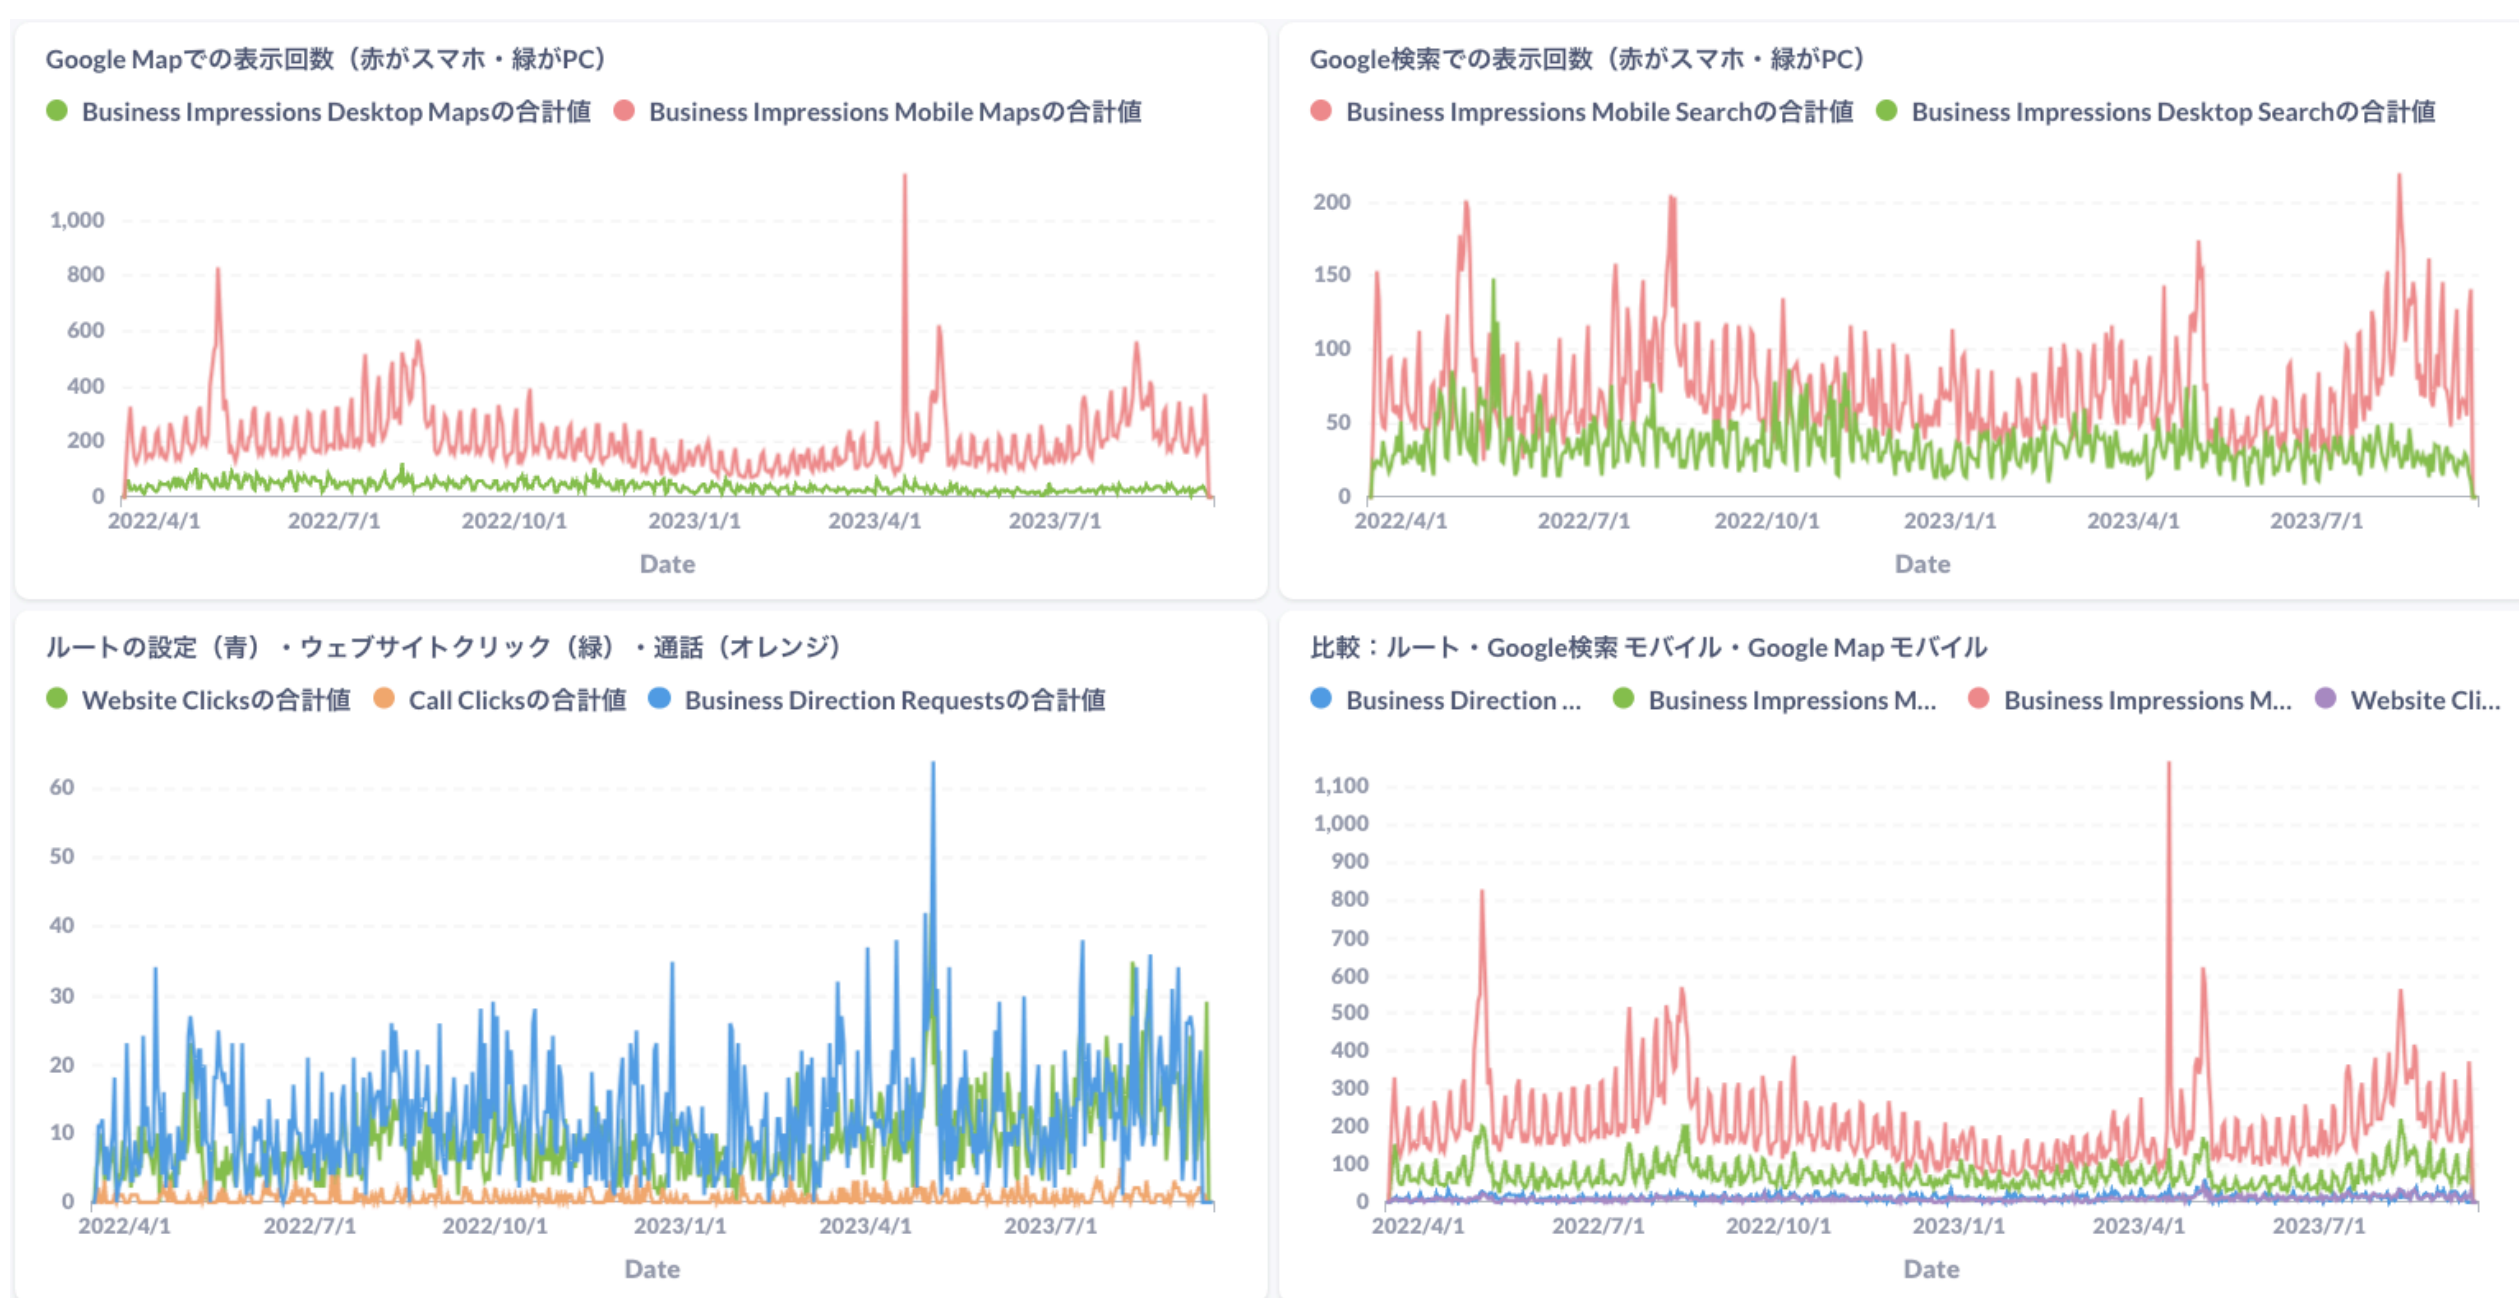 Google Mapでの表示回数（赤がスマホ・緑がPC）
Business Impressions Desktop Mapsの合計値 Business Impressions Mobile Mapsの合計値
1,000
800
600
400
200
0
2022/4/1 2022/7/1 2022/10/1 2023/1/1 2023/4/1 2023/7/1
Date
Google検索での表示回数（赤がスマホ・緑がPC）
Business Impressions Mobile Searchの合計値 Business Impressions Desktop Searchの合計値
200
150
100
50
0
2022/4/1 2022/7/1 2022/10/1 2023/1/1 2023/4/1 2023/7/1
Date
ルートの設定（青）・ウェブサイトクリック（緑）・通話（オレンジ）
Website Clicksの合計値 Call Clicksの合計値 Business Direction Requestsの合計値
60
50
40
30
20
10
0
2022/4/1 2022/7/1 2022/10/1 2023/1/1 2023/4/1 2023/7/1
Date
比較：ルート・Google検索 モバイル・Google Map モバイル
Business Direction ... Business Impressions M... Business Impressions M... Website Cli...
1,100
1,000
900
800
700
600
500
400
300
200
100
0
2022/4/1 2022/7/1 2022/10/1 2023/1/1 2023/4/1 2023/7/1
Date